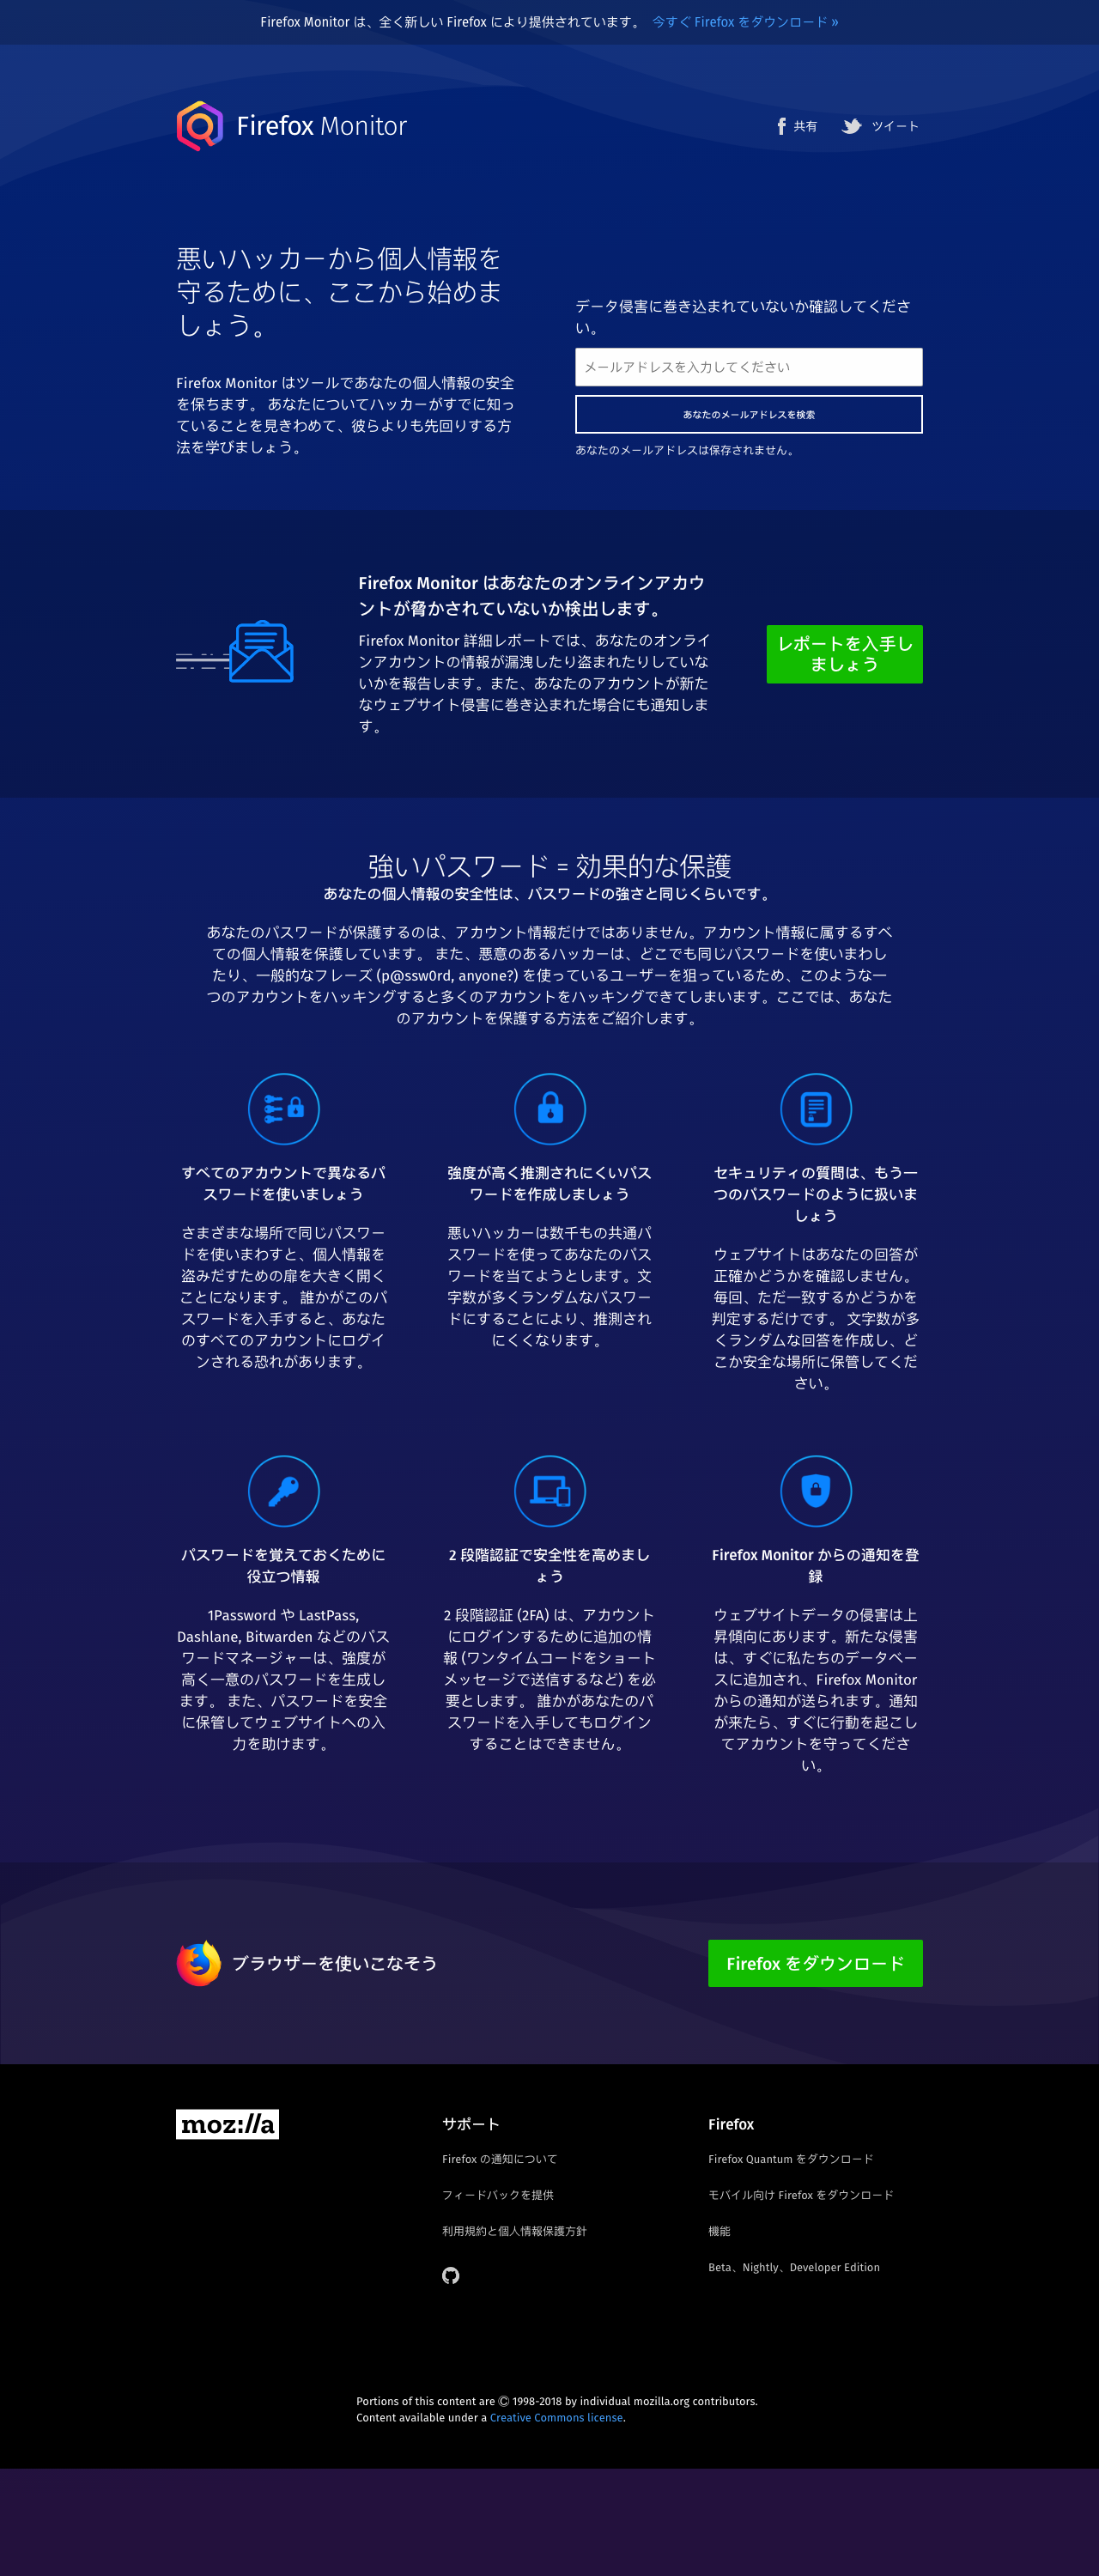 Firefox Monitor は、全く新しい Firefox により提供されています。 今すぐ Firefox をダウンロード »
Firefox Monitor
共有
ツイート
悪いハッカーから個人情報を
守るために、ここから始めま
しょう。
Firefox Monitor はツールであなたの個人情報の安全
を保ちます。 あなたについてハッカーがすでに知っ
ていることを見きわめて、彼らよりも先回りする方
法を学びましょう。
データ侵害に巻き込まれていないか確認してくださ
い。
メールアドレスを入力してください
あなたのメールアドレスを検索
あなたのメールアドレスは保存されません。
Firefox Monitor はあなたのオンラインアカウ
ントが脅かされていないか検出します。
Firefox Monitor 詳細レポートでは、あなたのオンライ
ンアカウントの情報が漏洩したり盗まれたりしていな
いかを報告します。また、あなたのアカウントが新た
なウェブサイト侵害に巻き込まれた場合にも通知しま
す。
レポートを入手し
ましょう
強いパスワード = 効果的な保護
あなたの個人情報の安全性は、パスワードの強さと同じくらいです。
あなたのパスワードが保護するのは、アカウント情報だけではありません。アカウント情報に属するすべ
ての個人情報を保護しています。 また、悪意のあるハッカーは、どこでも同じパスワードを使いまわし
たり、一般的なフレーズ (p@ssw0rd, anyone?) を使っているユーザーを狙っているため、このような一
つのアカウントをハッキングすると多くのアカウントをハッキングできてしまいます。ここでは、あなた
のアカウントを保護する方法をご紹介します。
すべてのアカウントで異なるパ
スワードを使いましょう
さまざまな場所で同じパスワー
ドを使いまわすと、個人情報を
盗みだすための扉を大きく開く
ことになります。 誰かがこのパ
スワードを入手すると、あなた
のすべてのアカウントにログイ
ンされる恐れがあります。
強度が高く推測されにくいパス
ワードを作成しましょう
悪いハッカーは数千もの共通パ
スワードを使ってあなたのパス
ワードを当てようとします。文
字数が多くランダムなパスワー
ドにすることにより、推測され
にくくなります。
セキュリティの質問は、もう一
つのパスワードのように扱いま
しょう
ウェブサイトはあなたの回答が
正確かどうかを確認しません。
毎回、ただ一致するかどうかを
判定するだけです。 文字数が多
くランダムな回答を作成し、ど
こか安全な場所に保管してくだ
さい。
パスワードを覚えておくために
役立つ情報
1Password や LastPass,
Dashlane, Bitwarden などのパス
ワードマネージャーは、強度が
高く一意のパスワードを生成し
ます。 また、パスワードを安全
に保管してウェブサイトへの入
力を助けます。
2 段階認証で安全性を高めまし
ょう
2 段階認証 (2FA) は、アカウント
にログインするために追加の情
報 (ワンタイムコードをショート
メッセージで送信するなど) を必
要とします。 誰かがあなたのパ
スワードを入手してもログイン
することはできません。
Firefox Monitor からの通知を登
録
ウェブサイトデータの侵害は上
昇傾向にあります。新たな侵害
は、すぐに私たちのデータベー
スに追加され、Firefox Monitor
からの通知が送られます。通知
が来たら、すぐに行動を起こし
てアカウントを守ってくださ
い。
ブラウザーを使いこなそう
Firefox をダウンロード
moz://a
サポート
Firefox の通知について
フィードバックを提供
利用規約と個人情報保護方針
Firefox
Firefox Quantum をダウンロード
モバイル向け Firefox をダウンロード
機能
Beta、Nightly、Developer Edition
Portions of this content are © 1998-2018 by individual mozilla.org contributors.
Content available under a Creative Commons license.